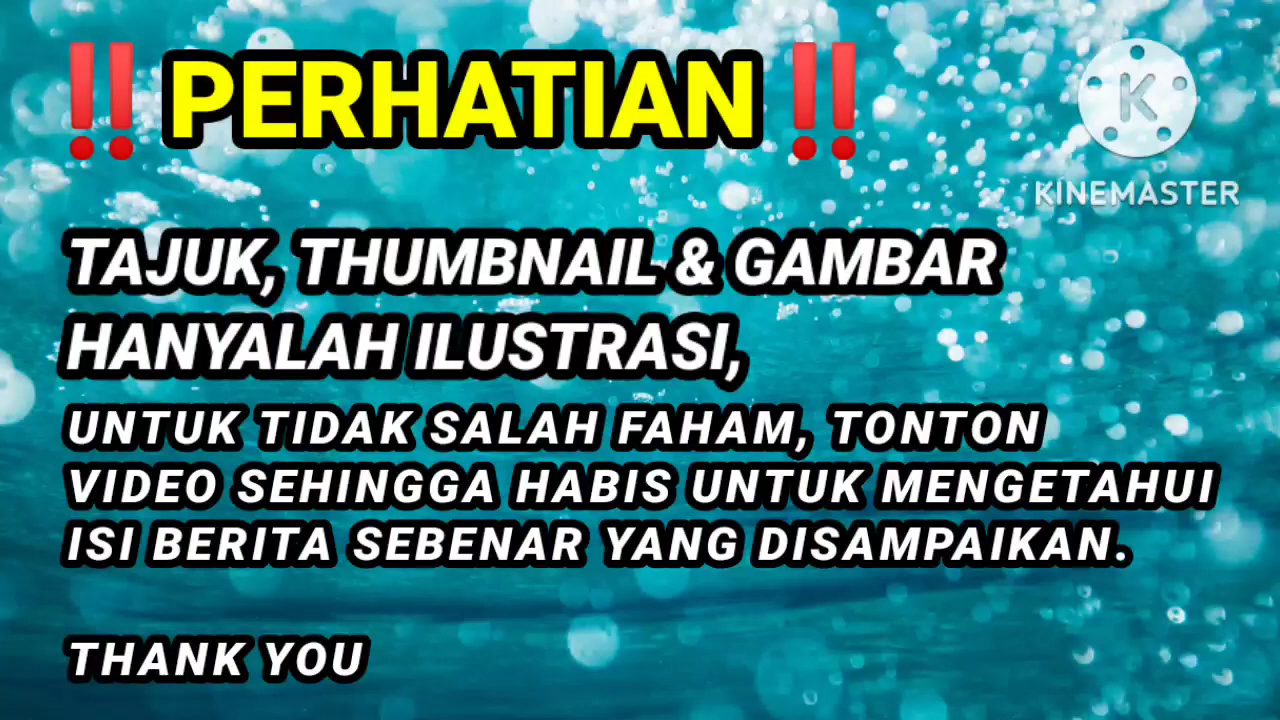 ‼PERHATIAN‼
K
KINEMASTER
TAJUK, THUMBNAIL & GAMBAR
HANYALAH ILUSTRASI,
UNTUK TIDAK SALAH FAHAM, TONTON
VIDEO SEHINGGA HABIS UNTUK MENGETAHUI
ISI BERITA SEBENAR YANG DISAMPAIKAN.
THANK YOU